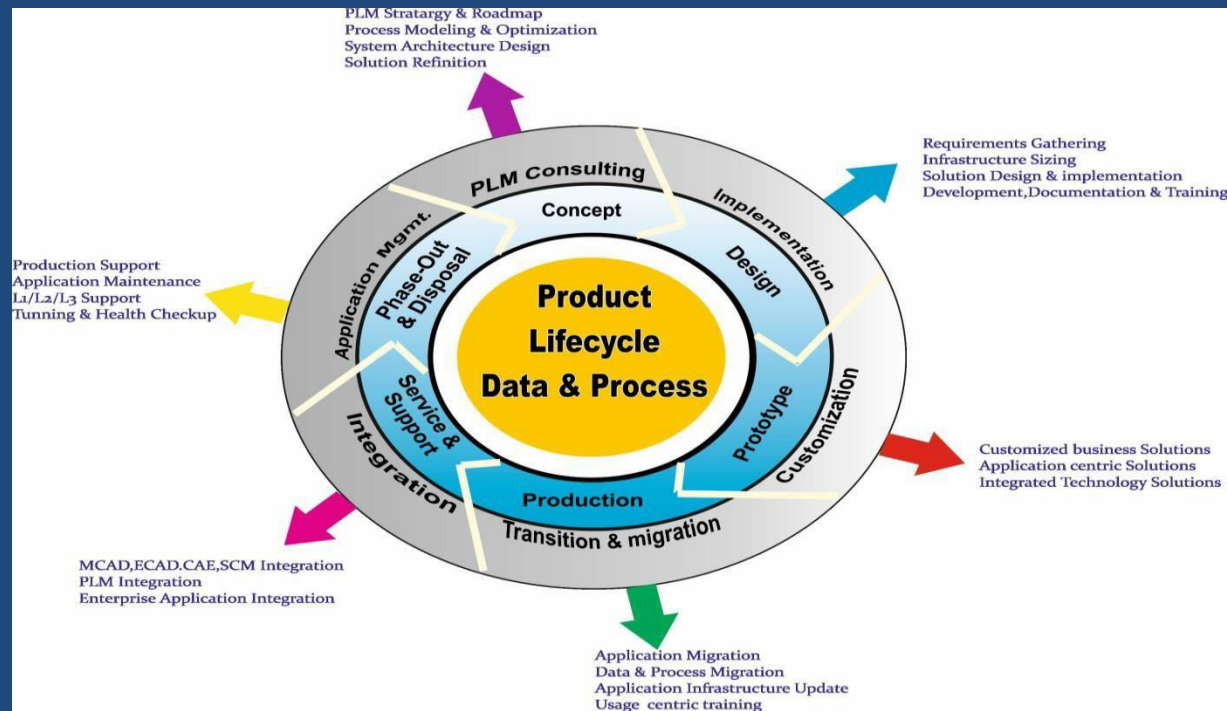 PLM Stratargy & Roadmap
Process Modeling & Optimization
System Architecture Design
Solution Refinition
Requirements Gathering
Infrastructure Sizing
Solution Design & implementation
Development,Documentation & Training
Production Support
Application Maintenance
L1/L2/L3 Support
Tunning & Health Checkup
PLM Consulting
Implementation
Customization
Transition & migration
Integration
Application Mgmt.
Concept
Design
Prototype
Production
Service &
Support
Phase-Out
& Disposal
Product
Lifecycle
Data & Process
Customized business Solutions
Application centric Solutions
Integrated Technology Solutions
MCAD,ECAD.CAE,SCM Integration
PLM Integration
Enterprise Application Integration
Application Migration
Data & Process Migration
Application Infrastructure Update
Usage centric training